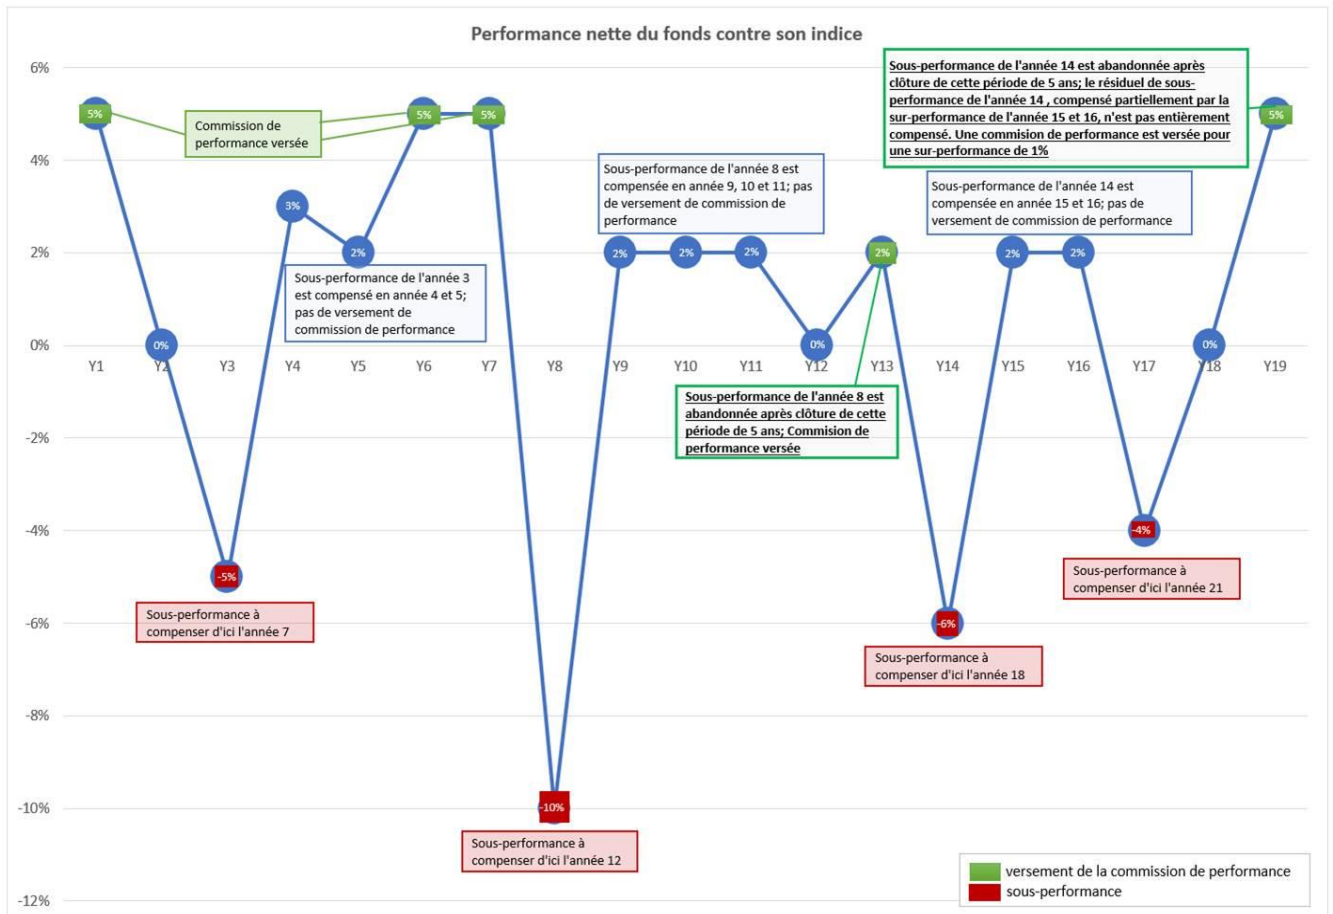 Performance nette du fonds contre son indice
6%
4%
2%
0%
-2%
-4%
-6%
-8%
-10%
-12%
Y1
Y2
Y3
Y4
Y5
Y6
Y7
Y8
Y9
Y10
Y11
Y12
Y13
Y14
Y15
Y16
Y17
Y18
Y19
5%
0%
-5%
3%
2%
5%
5%
-10%
2%
2%
2%
0%
2%
-6%
2%
2%
-4%
0%
5%
Commission de
performance versée
Sous-performance à
compenser d'ici l'année 7
Sous-performance de l'année 3
est compensé en année 4 et 5;
pas de versement de
commission de performance
Sous-performance à
compenser d'ici l'année 12
Sous-performance de l'année 8 est
compensée en année 9, 10 et 11; pas
de versement de commission de
performance
Sous-performance de l'année 8 est
abandonnée après clôture de cette
période de 5 ans; Commision de
performance versée
Sous-performance à
compenser d'ici l'année 18
Sous-performance de l'année 14 est
compensée en année 15 et 16; pas de
versement de commission de performance
Sous-performance à
compenser d'ici l'année 21
Sous-performance de l'année 14 est abandonnée après
clôture de cette période de 5 ans; le résiduel de sous-
performance de l'année 14 , compensé partiellement par la
sur-performance de l'année 15 et 16, n'est pas entièrement
compensé. Une commision de performance est versée pour
une sur-performance de 1%
versement de la commission de performance
sous-performance